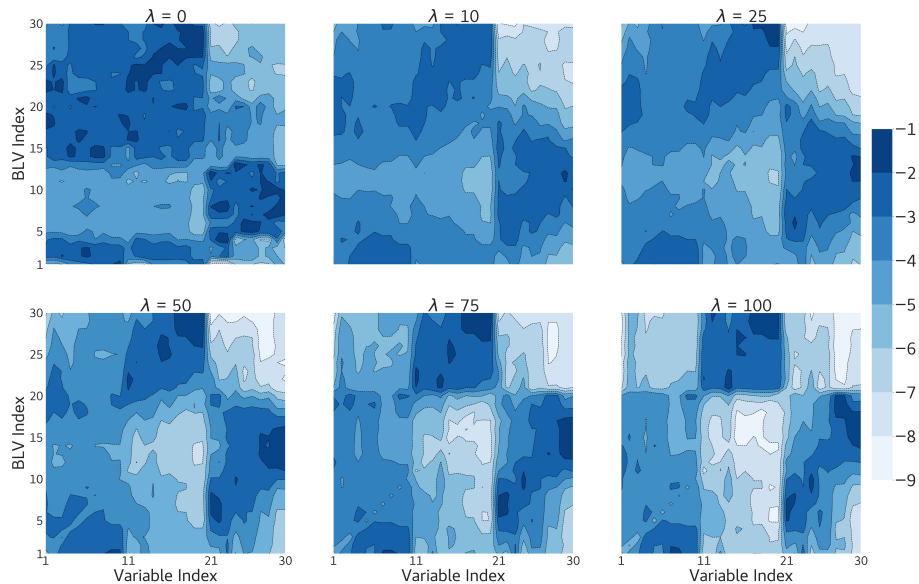 λ = 0
λ = 10
λ = 25
BLV Index
30
25
20
15
10
5
1
−1
−2
−3
−4
−5
−6
−7
−8
−9
λ = 50
λ = 75
λ = 100
BLV Index
30
25
20
15
10
5
1
1 11 21 30
1 11 21 30
1 11 21 30
Variable Index
Variable Index
Variable Index